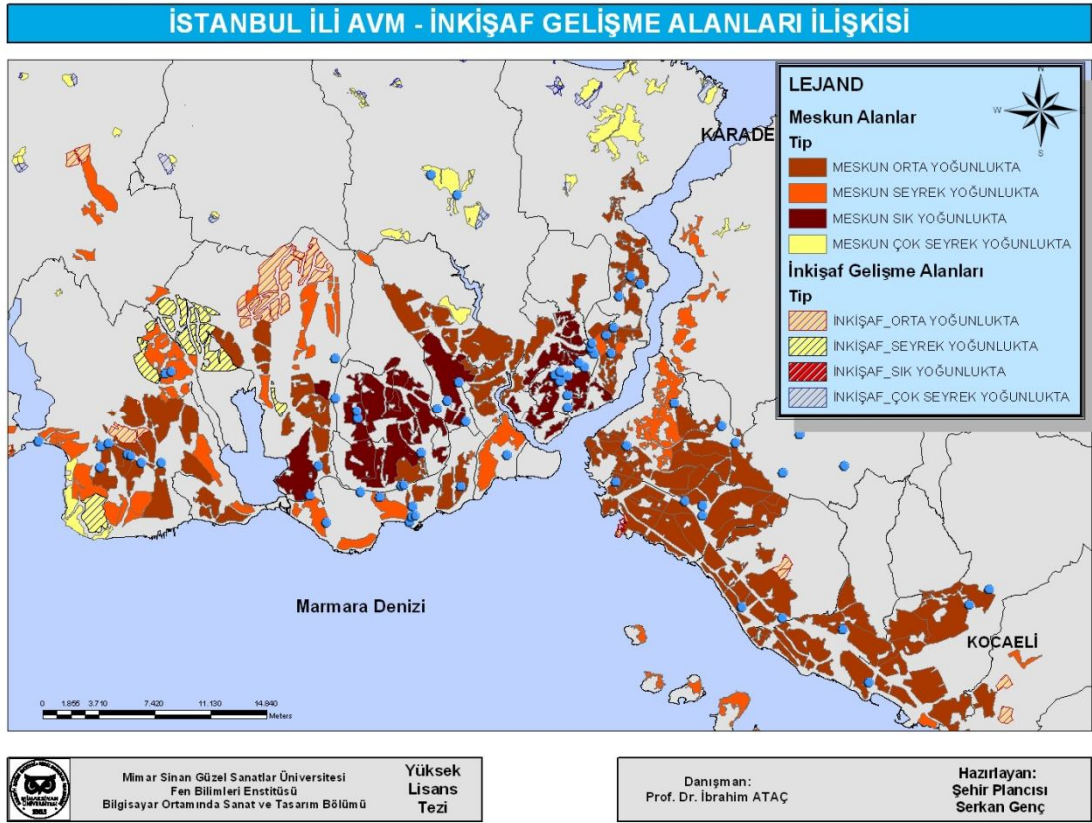 İSTANBUL İLİ AVM - İNKİŞAF GELİŞME ALANLARI İLİŞKİSİ
LEJAND
N
W
S
Meskun Alanlar
Tip
MESKUN ORTA YOĞUNLUKTA
MESKUN SEYREK YOĞUNLUKTA
MESKUN SIK YOĞUNLUKTA
MESKUN ÇOK SEYREK YOĞUNLUKTA
İnkişaf Gelişme Alanları
Tip
İNKİŞAF_ORTA YOĞUNLUKTA
İNKİŞAF_SEYREK YOĞUNLUKTA
İNKİŞAF_SIK YOĞUNLUKTA
İNKİŞAF_ÇOK SEYREK YOĞUNLUKTA
KARADE
Marmara Denizi
KOCAELİ
0 1.855 3.710 7.420 11.130 14.840
Meters
Mimar Sinan Güzel Sanatlar Üniversitesi
Fen Bilimleri Enstitüsü
Bilgisayar Ortamında Sanat ve Tasarım Bölümü
Yüksek
Lisans
Tezi
Danışman:
Prof. Dr. İbrahim ATAÇ
Hazırlayan:
Şehir Plancısı
Serkan Genç